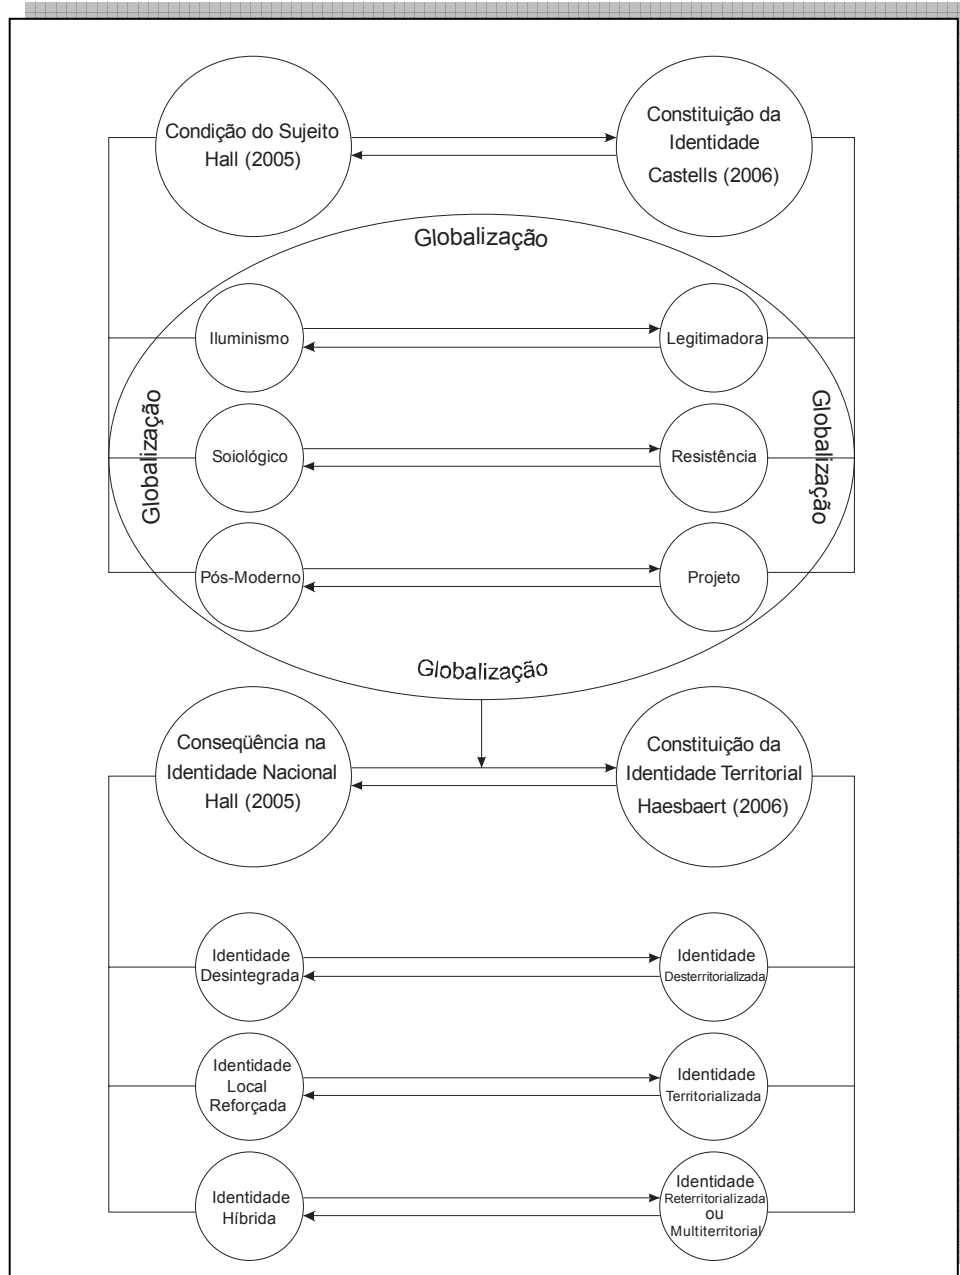 Condição do Sujeito
Hall (2005)
Constituição da
Identidade
Castells (2006)
Globalização
Iluminismo
Legitimadora
Globalização
Globalização
Soiológico
Resistência
Pós-Moderno
Projeto
Globalização
Conseqüência na
Identidade Nacional
Hall (2005)
Constituição da
Identidade Territorial
Haesbaert (2006)
Identidade
Desintegrada
Identidade
Desterritorializada
Identidade
Local
Reforçada
Identidade
Territorializada
Identidade
Híbrida
Identidade
Reterritorializada
ou
Multiterritorial